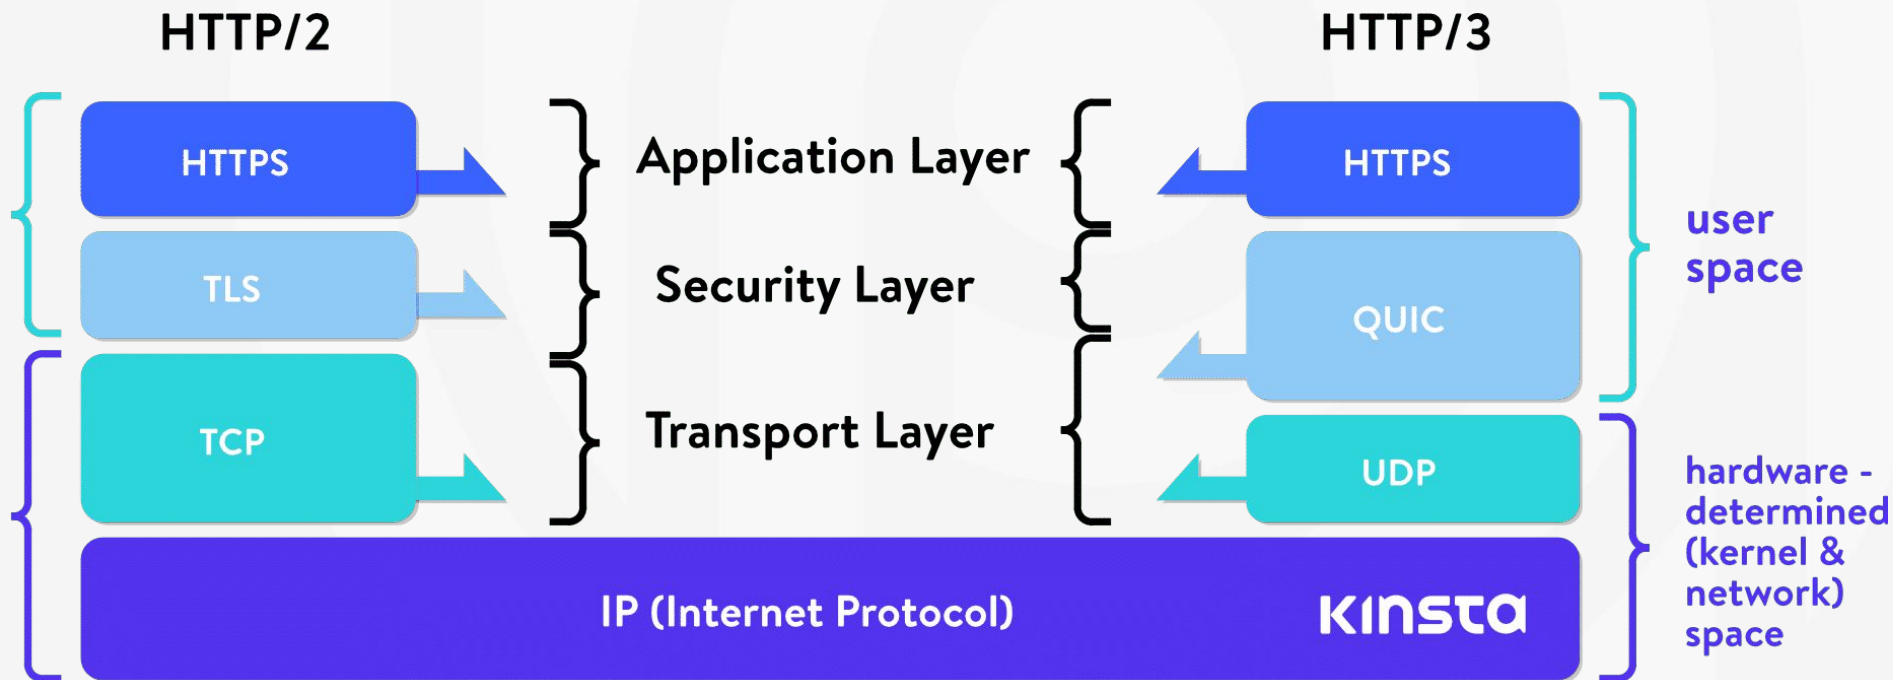 HTTP/2
HTTP/3
HTTPS
Application Layer
HTTPS
user
space
TLS
Security Layer
QUIC
TCP
Transport Layer
UDP
hardware -
determined
(kernel &
network)
space
IP (Internet Protocol)
KINSTA